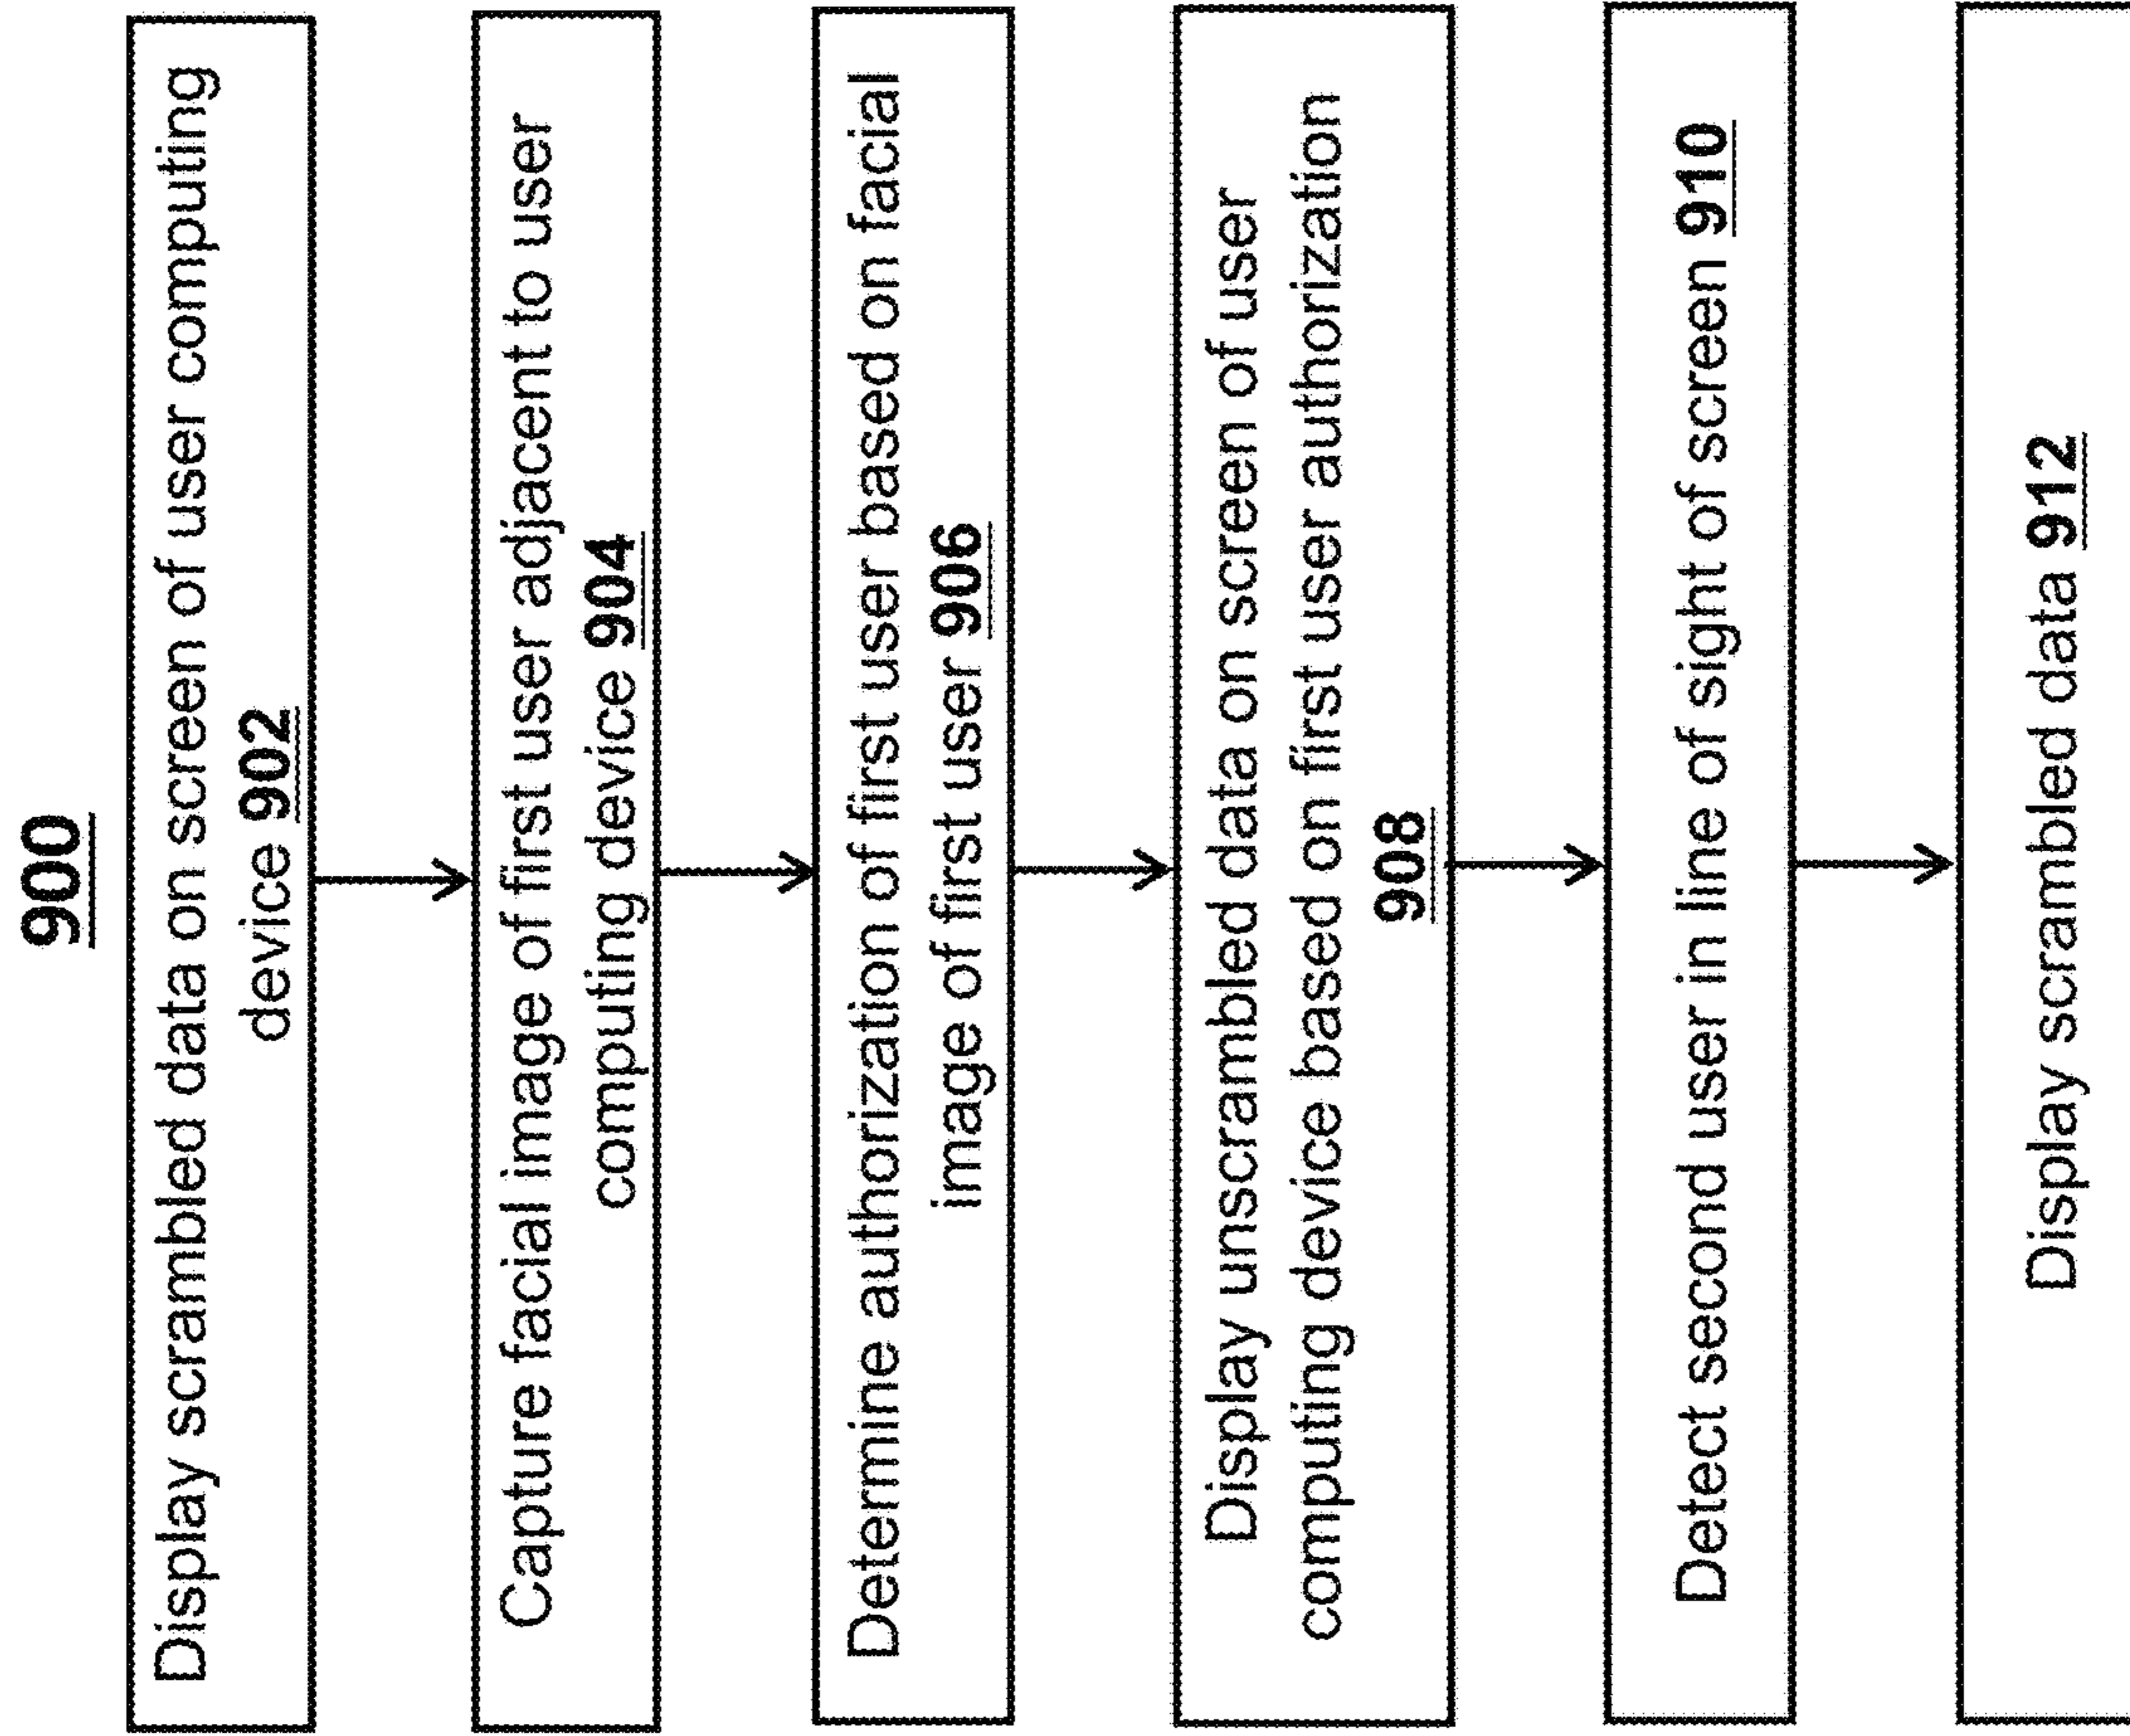 900
Display scrambled data on screen of user computing
device 902
Capture facial image of first user adjacent to user
computing device 904
Determine authorization of first user based on facial
image of first user 906
Display unscrambled data on screen of user
computing device based on first user authorization
908
Detect second user in line of sight of screen 910
Display scrambled data 912